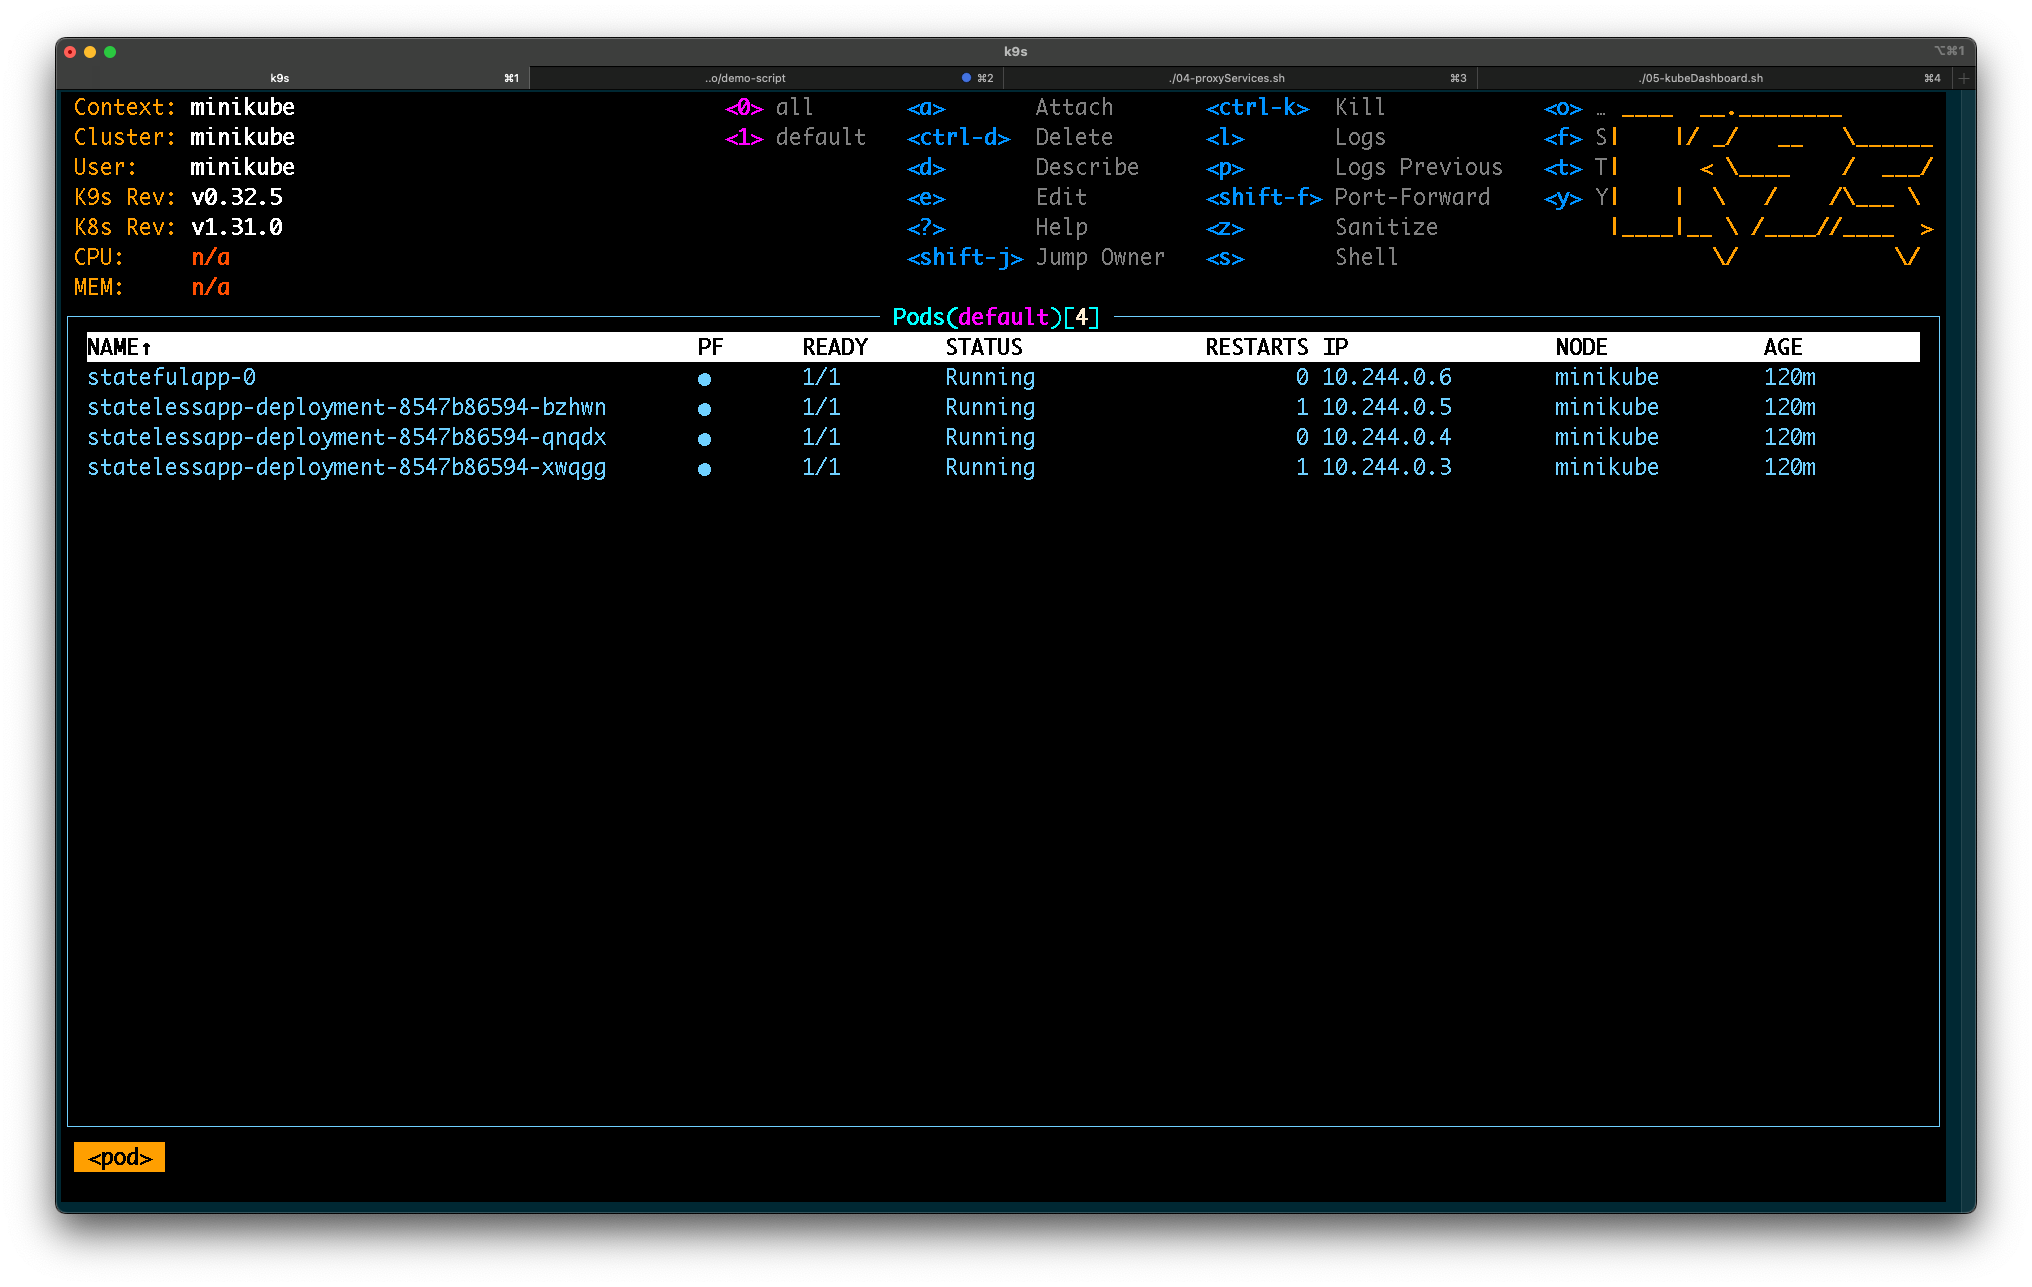 k9s ⌥⌘1
k9s ⌘1 ..o/demo-script ⌘2 ./04-proxyServices.sh ⌘3 ./05-kubeDashboard.sh ⌘4 +
Context: minikube <0> all <a> Attach <ctrl-k> Kill <o> …
Cluster: minikube <1> default <ctrl-d> Delete <l> Logs <f> S
User: minikube <d> Describe <p> Logs Previous <t> T
K9s Rev: v0.32.5 <e> Edit <shift-f> Port-Forward <y> Y
K8s Rev: v1.31.0 <?> Help <z> Sanitize
CPU: n/a <shift-j> Jump Owner <s> Shell
MEM: n/a
Pods(default)[4]
NAME↑ PF READY STATUS RESTARTS IP NODE AGE
statefulapp-0 ● 1/1 Running 0 10.244.0.6 minikube 120m
statelessapp-deployment-8547b86594-bzhwn ● 1/1 Running 1 10.244.0.5 minikube 120m
statelessapp-deployment-8547b86594-qnqdx ● 1/1 Running 0 10.244.0.4 minikube 120m
statelessapp-deployment-8547b86594-xwqgg ● 1/1 Running 1 10.244.0.3 minikube 120m
<pod>